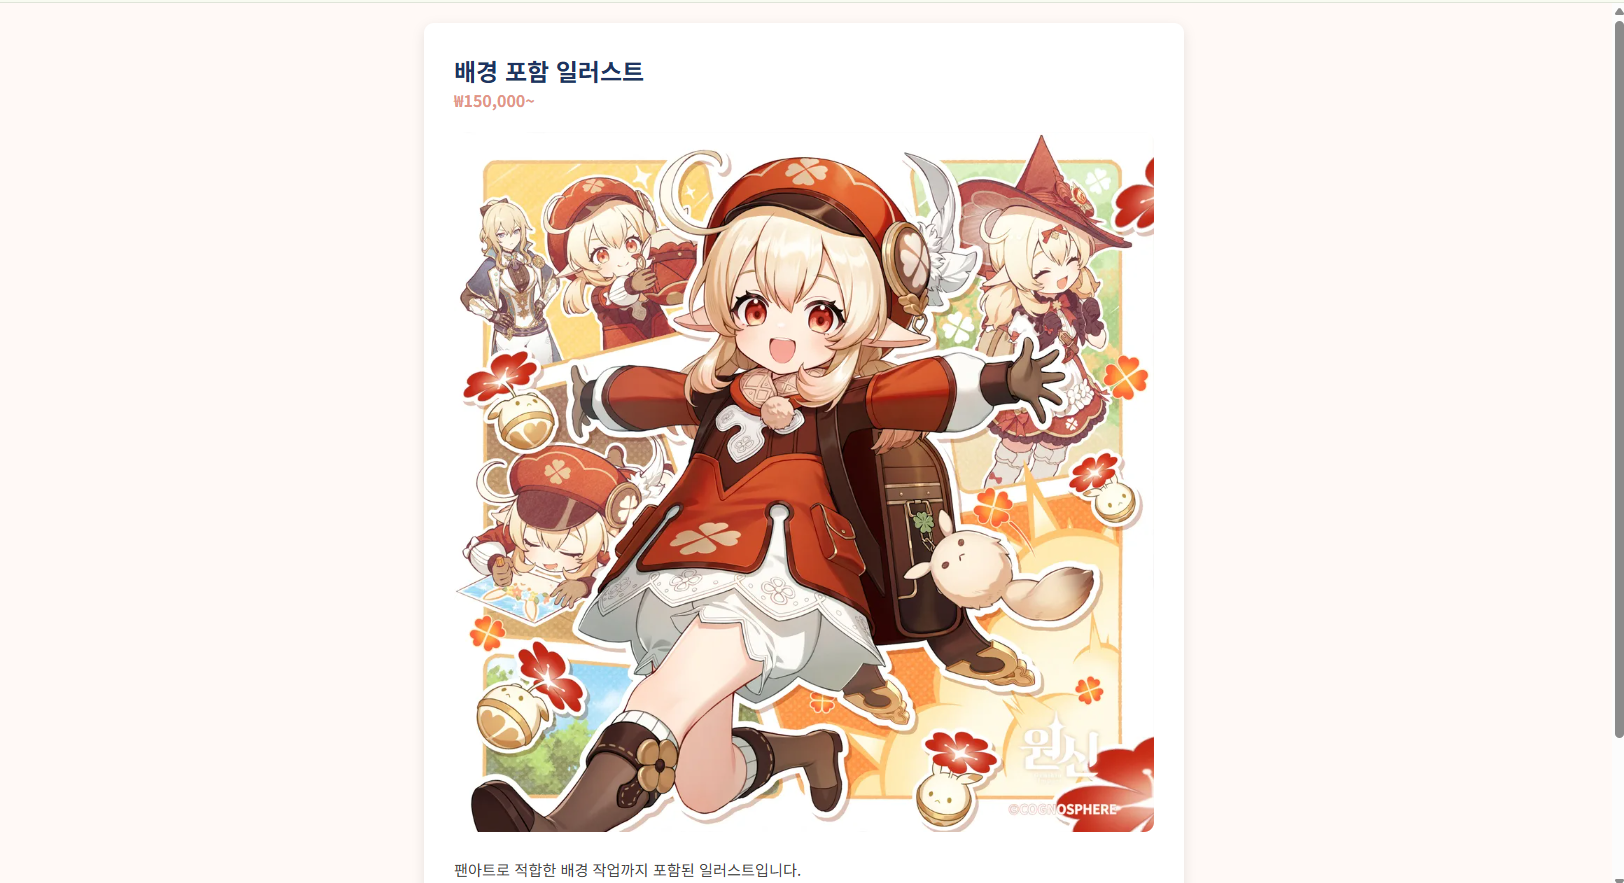 배경 포함 일러스트
₩150,000~
원신
©COGNOSPHERE
팬아트로 적합한 배경 작업까지 포함된 일러스트입니다.